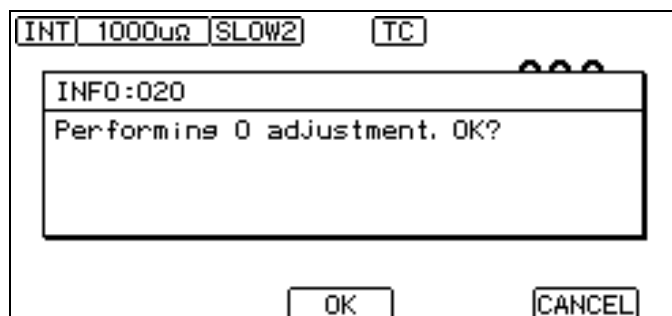 INT 1000uΩ SLOW2 TC
INFO:020
Performing 0 adjustment. OK?
OK CANCEL